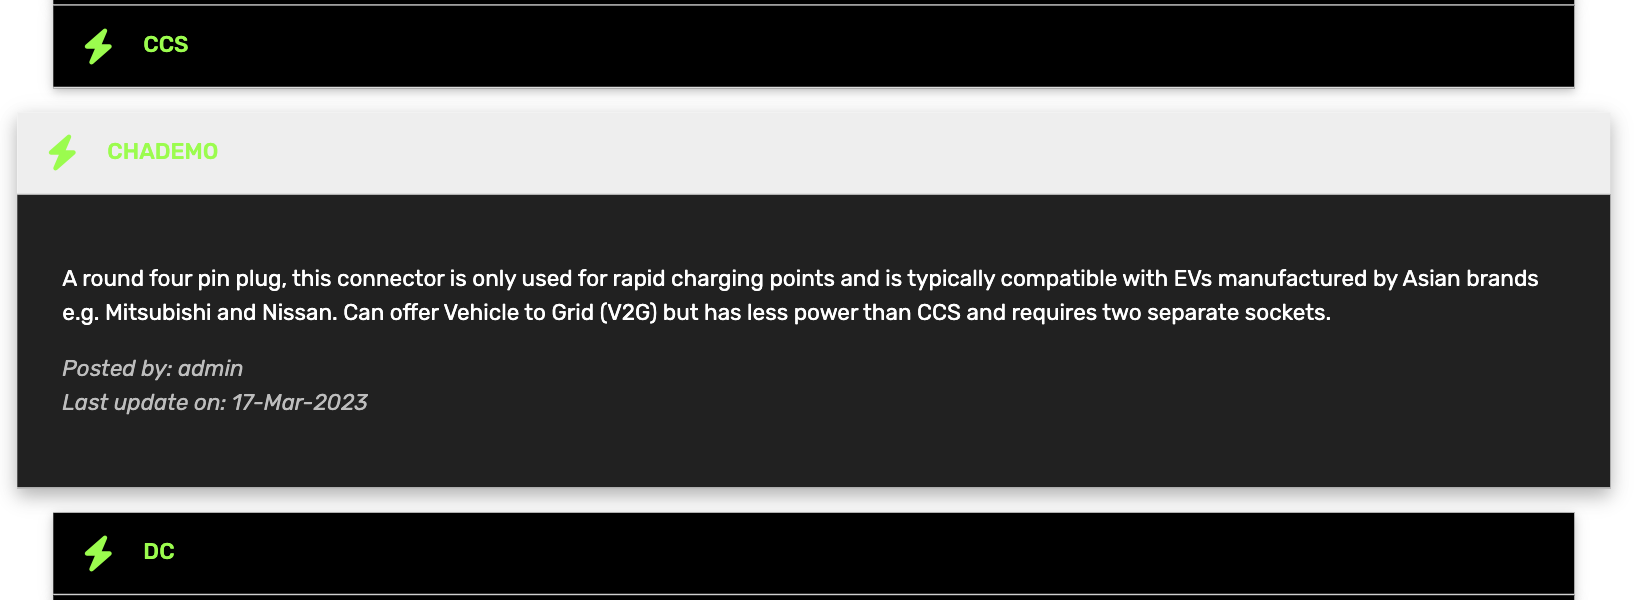 CCS
CHADEMO
A round four pin plug, this connector is only used for rapid charging points and is typically compatible with EVs manufactured by Asian brands
e.g. Mitsubishi and Nissan. Can offer Vehicle to Grid (V2G) but has less power than CCS and requires two separate sockets.
Posted by: admin
Last update on: 17-Mar-2023
DC